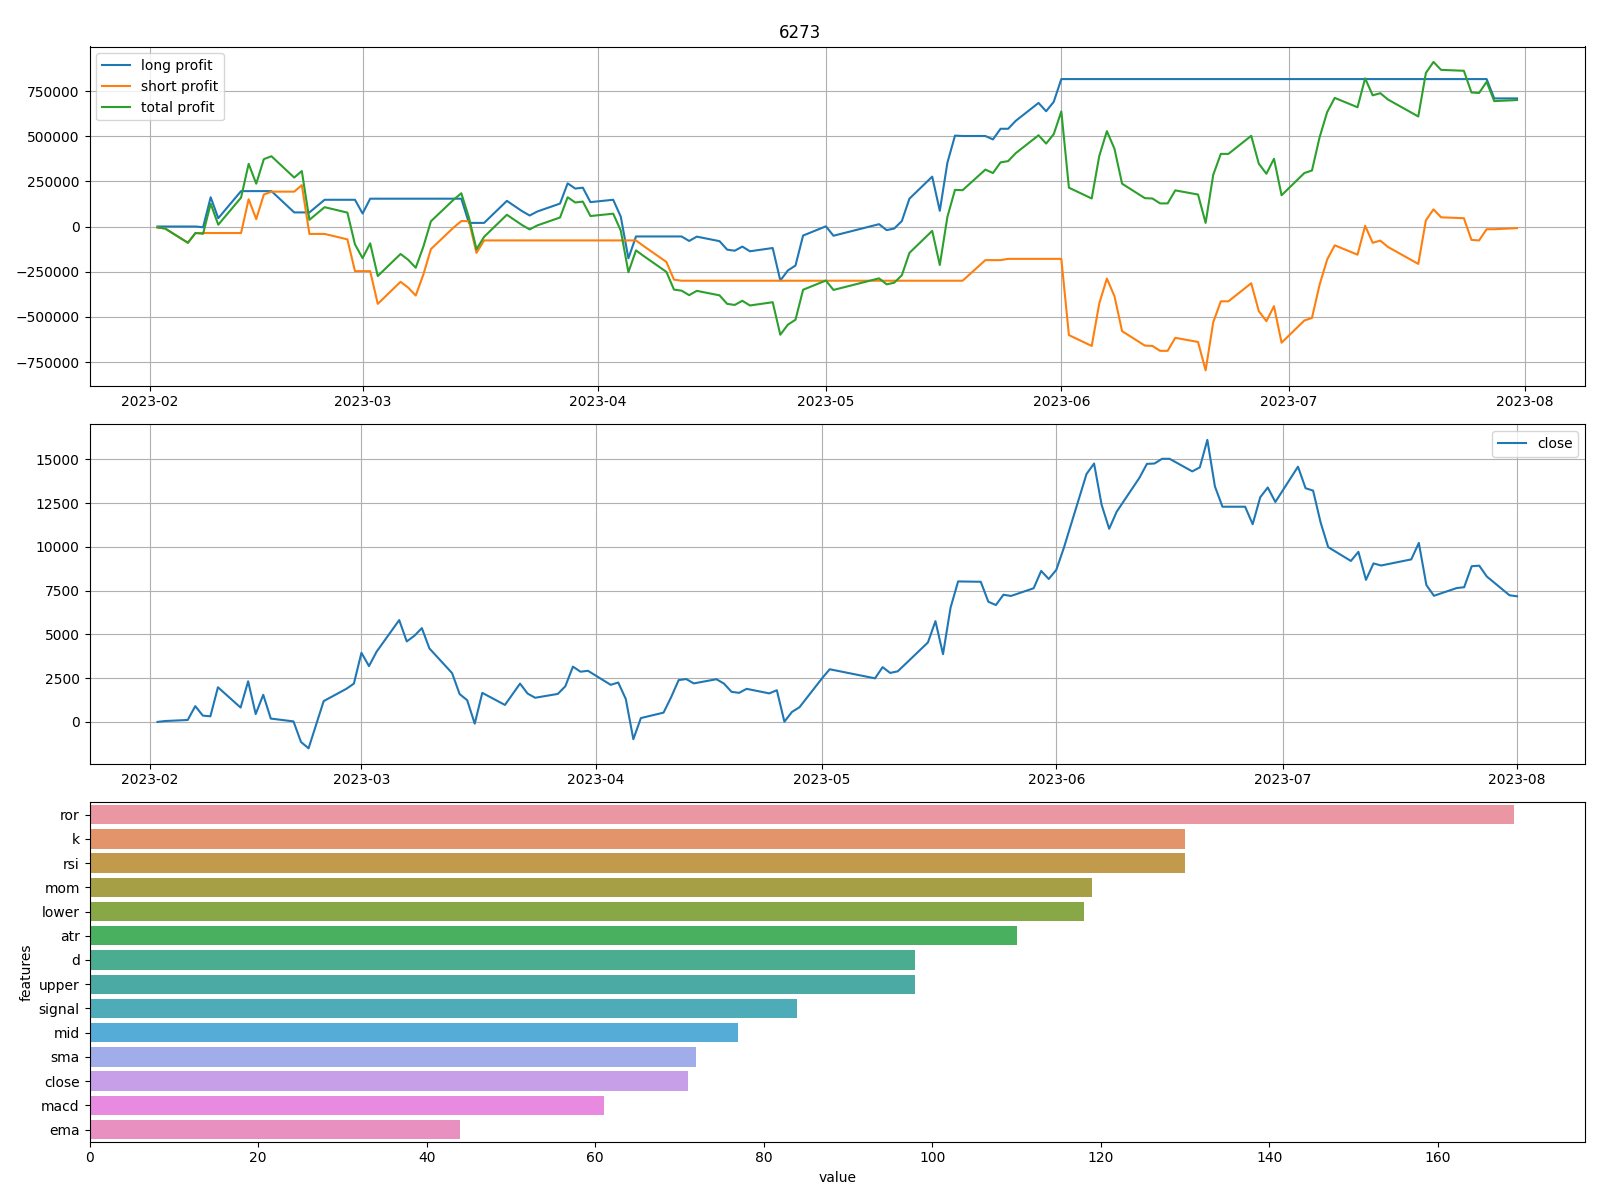 6273
long profit
short profit
total profit
750000
500000
250000
0
−250000
−500000
−750000
2023-02 2023-03 2023-04 2023-05 2023-06 2023-07 2023-08
close
15000
12500
10000
7500
5000
2500
0
2023-02 2023-03 2023-04 2023-05 2023-06 2023-07 2023-08
features
ror
k
rsi
mom
lower
atr
d
upper
signal
mid
sma
close
macd
ema
0 20 40 60 80 100 120 140 160
value